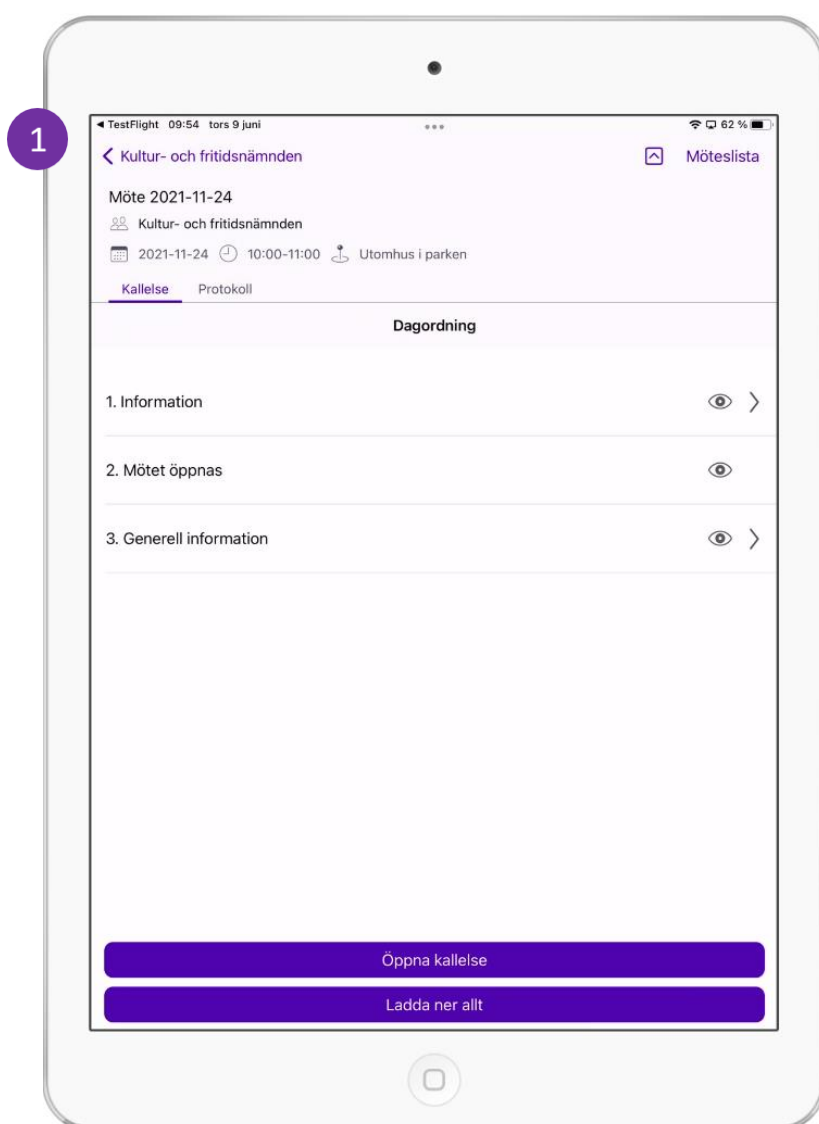 1
TestFlight 09:54 tors 9 juni 62 %
Kultur- och fritidsnämnden Möteslista
Möte 2021-11-24
Kultur- och fritidsnämnden
2021-11-24 10:00-11:00 Utomhus i parken
Kallelse Protokoll
Dagordning
1. Information
2. Mötet öppnas
3. Generell information
Öppna kallelse
Ladda ner allt